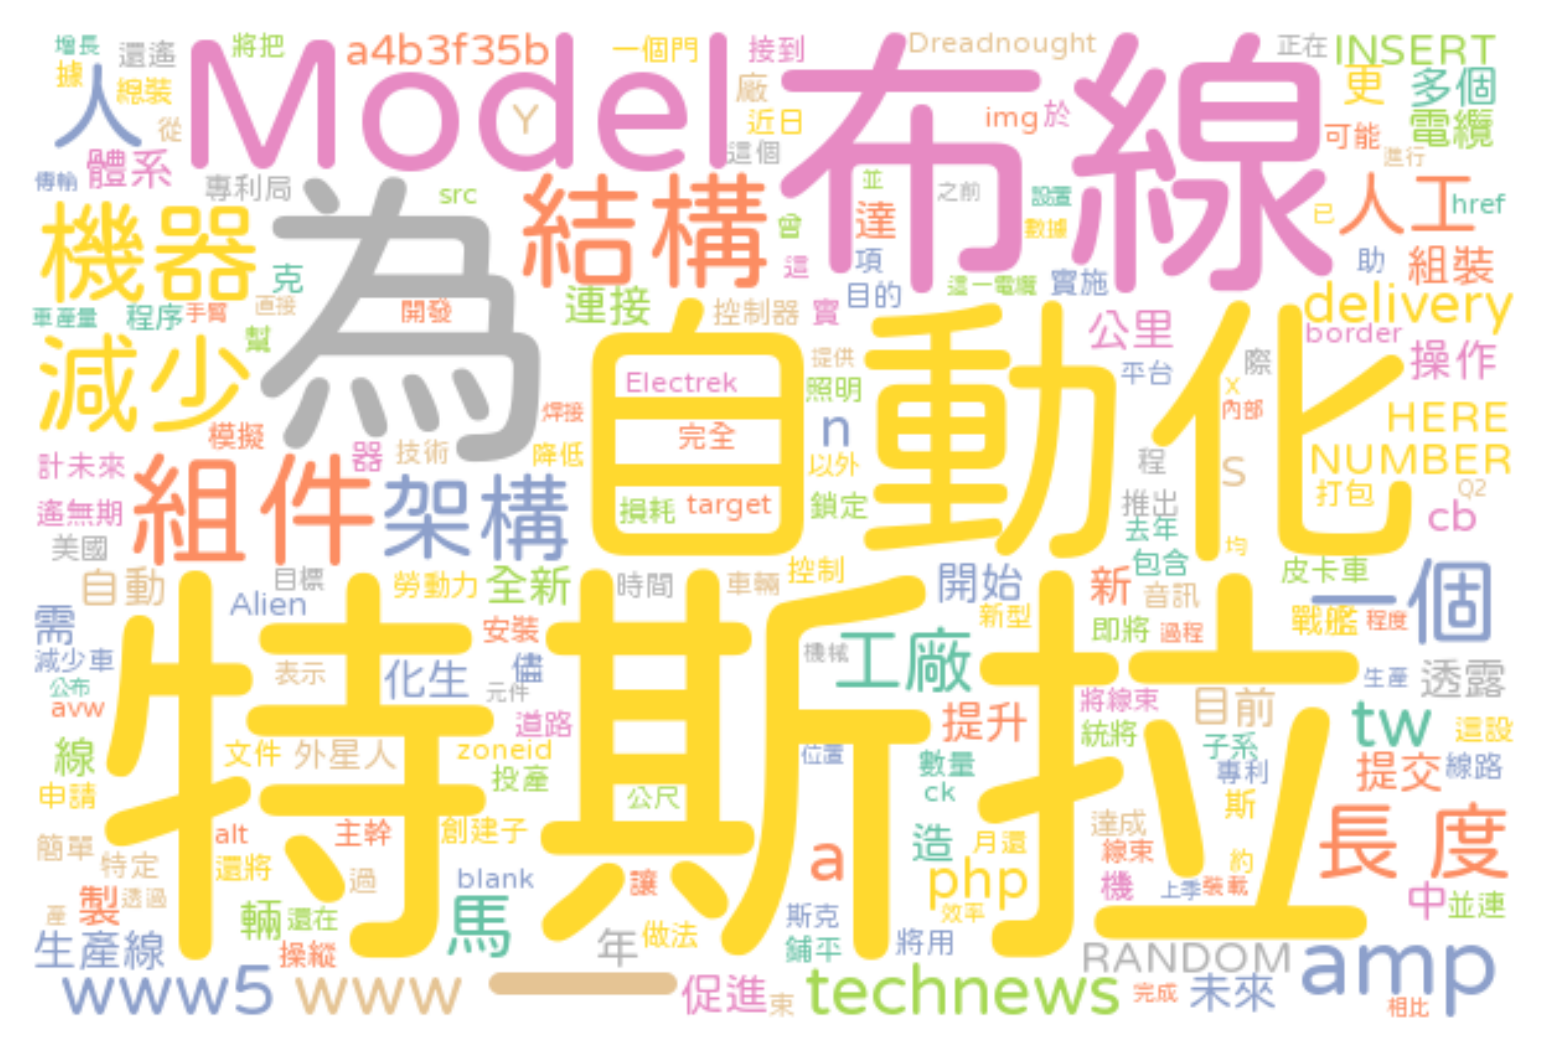 增長
還遙
將把
a4b3f35b
一個門
接到
Dreadnought
正在
INSERT
據
人
總裝
Model
Y
廠
布線
更
多個
從
近日
img
於
可能
電纜
傳輸
體系
這個
進行
專利局
src
為
結構
並
之前
設置
已
人工
href
機器
曾
達
數據
克
這
項
助
組裝
車產量
程序
手臂
直接
開發
連接
控制器
實
目的
這一電纜
實施
delivery
減少
幫
自動化
提供
公里
border
Electrek
照明
平台
際
x
操作
模擬
焊接
完全
n
內部
HERE
計未來
器
技術
降低
以外
程
S
NUMBER
遙無期
組件
架構
損耗
target
鎖定
推出
打包
Q2
cb
美國
去年
均
自動
目標
勞動力
全新
時間
車輛
控制
開始
新
包含
皮卡車
音訊
一個
需
Alien
安裝
新型
即將
過程
戰艦
程度
減少車
特斯拉
表示
化生
儘
機械
工廠
生產
透露
公布
元件
avw
道路
提升
將線束
目前
tw
這設
線
文件
外星人
zoneid
位置
統將
子系
申請
投產
數量
專利
提交
線路
公尺
ck
斯
alt
主幹
創建子
造
達成
長度
簡單
特定
還將
過
a
月還
線束
約
製
透過
blank
讓
php
機
上季
裝載
中
並連
產
輛
還在
馬
斯克
效率
生產線
操縱
年
做法
鋪平
將用
RANDOM
amp
www5
www
一
促進
束
technews
完成
未來
相比